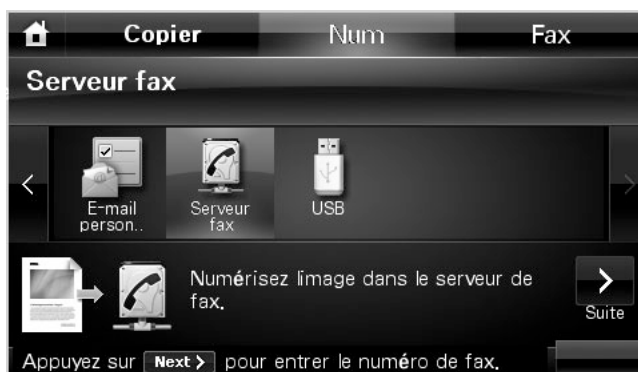 Copier Num Fax
Serveur fax
E-mail person..
Serveur fax
USB
Numérisez limage dans le serveur de
fax.
Suite
Appuyez sur Next > pour entrer le numéro de fax.